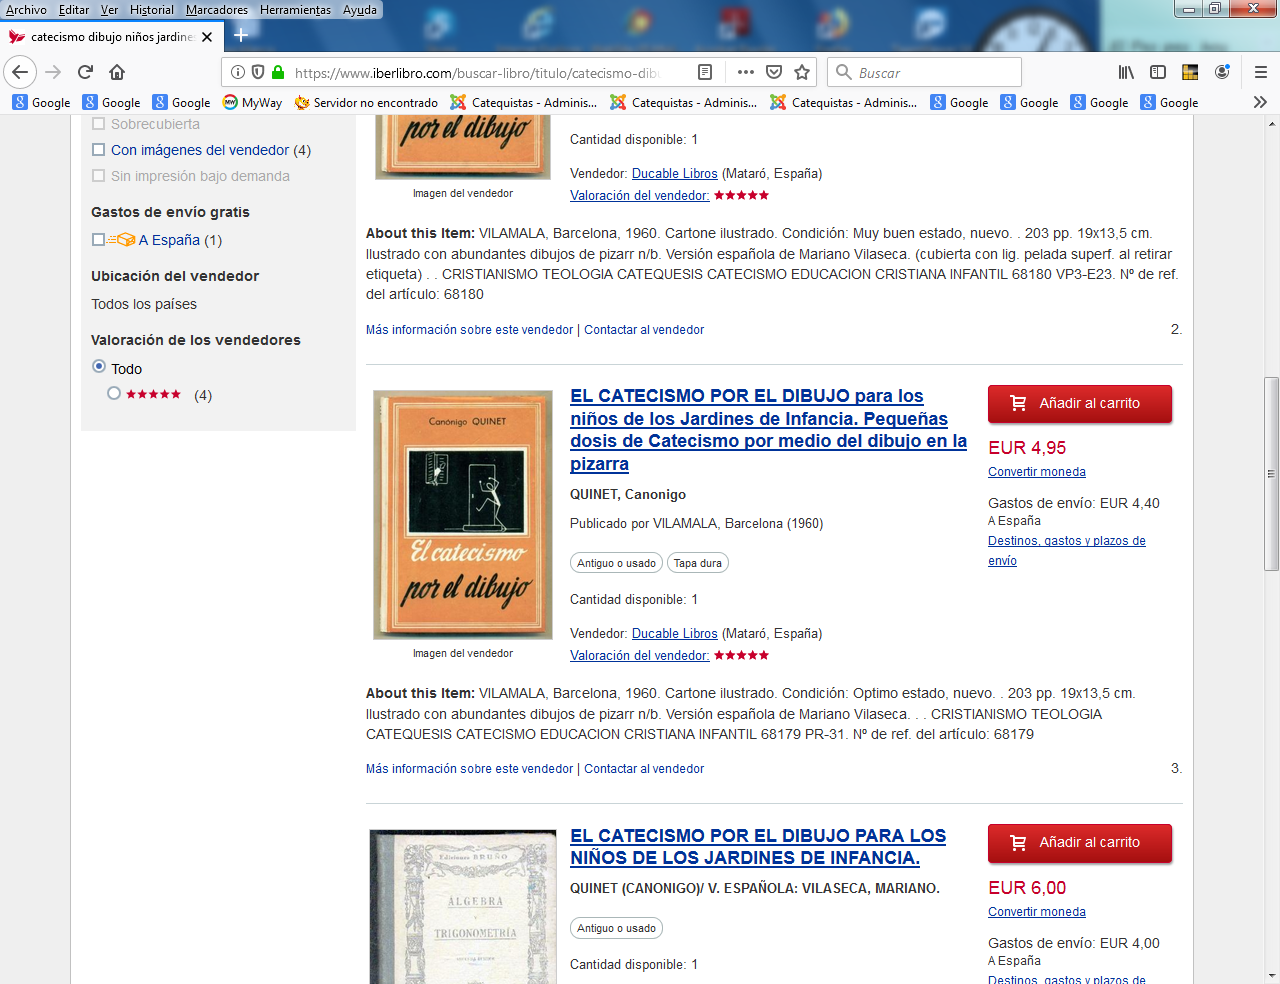 Archivo Editar Ver Historial Marcadores Herramientas Ayuda
catecismo dibujo niños jardine
https://www.iberlibro.com/buscar-libro/titulo/catecismo-dib
Buscar
Google Google Google MyWay Servidor no encontrado Catequistas - Adminis... Catequistas - Adminis... Catequistas - Adminis... Google Google Google Google
Sobrecubierta
Con imágenes del vendedor (4)
Sin impresión bajo demanda
Gastos de envío gratis
A España (1)
Ubicación del vendedor
Todos los países
Valoración de los vendedores
Todo
(4)
por el dibujo
Imagen del vendedor
Cantidad disponible: 1
Vendedor: Ducable Libros (Mataró, España)
Valoración del vendedor:
About this Item: VILAMALA, Barcelona, 1960. Cartone ilustrado. Condición: Muy buen estado, nuevo. . 203 pp. 19x13,5 cm.
Ilustrado con abundantes dibujos de pizarr n/b. Versión española de Mariano Vilaseca. (cubierta con lig. pelada superf. al retirar
etiqueta) . . CRISTIANISMO TEOLOGIA CATEQUESIS CATECISMO EDUCACION CRISTIANA INFANTIL 68180 VP3-E23. Nº de ref.
del artículo: 68180
Más información sobre este vendedor | Contactar al vendedor
2.
Canónigo QUINET
El catecismo
por el dibujo
Imagen del vendedor
EL CATECISMO POR EL DIBUJO para los
niños de los Jardines de Infancia. Pequeñas
dosis de Catecismo por medio del dibujo en la
pizarra
QUINET, Canonigo
Publicado por VILAMALA, Barcelona (1960)
Antiguo o usado Tapa dura
Cantidad disponible: 1
Vendedor: Ducable Libros (Mataró, España)
Valoración del vendedor:
Añadir al carrito
EUR 4,95
Convertir moneda
Gastos de envío: EUR 4,40
A España
Destinos, gastos y plazos de
envío
About this Item: VILAMALA, Barcelona, 1960. Cartone ilustrado. Condición: Optimo estado, nuevo. . 203 pp. 19x13,5 cm.
Ilustrado con abundantes dibujos de pizarr n/b. Versión española de Mariano Vilaseca. . . CRISTIANISMO TEOLOGIA
CATEQUESIS CATECISMO EDUCACION CRISTIANA INFANTIL 68179 PR-31. Nº de ref. del artículo: 68179
Más información sobre este vendedor | Contactar al vendedor
3.
Ediciones BRUÑO
ÁLGEBRA
Y
TRIGONOMETRÍA
EL CATECISMO POR EL DIBUJO PARA LOS
NIÑOS DE LOS JARDINES DE INFANCIA.
QUINET (CANONIGO)/ V. ESPAÑOLA: VILASECA, MARIANO.
Antiguo o usado
Cantidad disponible: 1
Añadir al carrito
EUR 6,00
Convertir moneda
Gastos de envío: EUR 4,00
A España
Destinos, gastos y plazos de